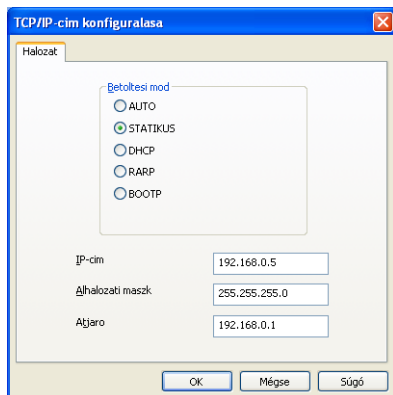 TCP/IP-cim konfiguralasa
Halozat
Betoltesi mod
AUTO
STATIKUS
DHCP
RARP
BOOTP
IP-cim 192.168.0.5
Alhalozati maszk 255.255.255.0
Atjaro 192.168.0.1
OK Mégse Súgó